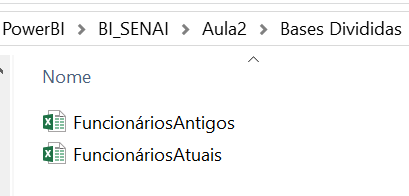 PowerBI > BI_SENAI > Aula2 > Bases Divididas
Nome
FuncionáriosAntigos
FuncionáriosAtuais